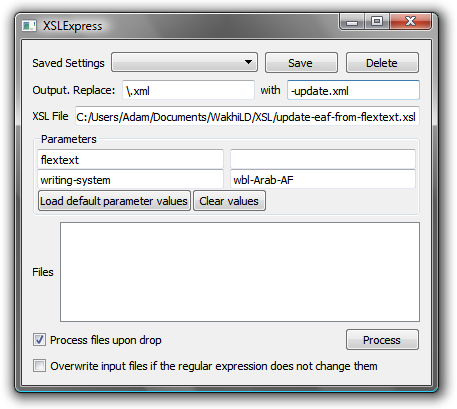 XSLExpress
Saved Settings Save Delete
Output. Replace: \.xml with -update.xml
XSL File C:/Users/Adam/Documents/WakhiLD/XSL/update-eaf-from-flextext.xsl
Parameters
flextext
writing-system wbl-Arab-AF
Load default parameter values Clear values
Files
Process files upon drop Process
Overwrite input files if the regular expression does not change them